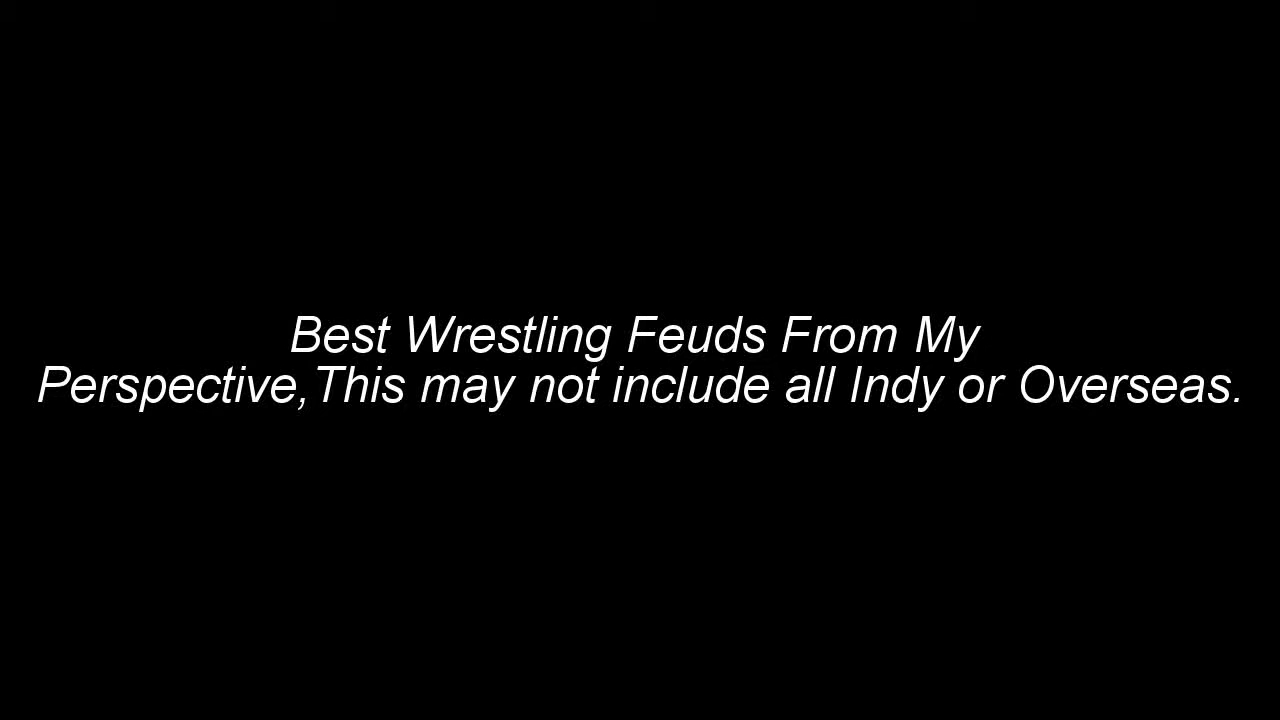 Best Wrestling Feuds From My
Perspective,This may not include all Indy or Overseas.